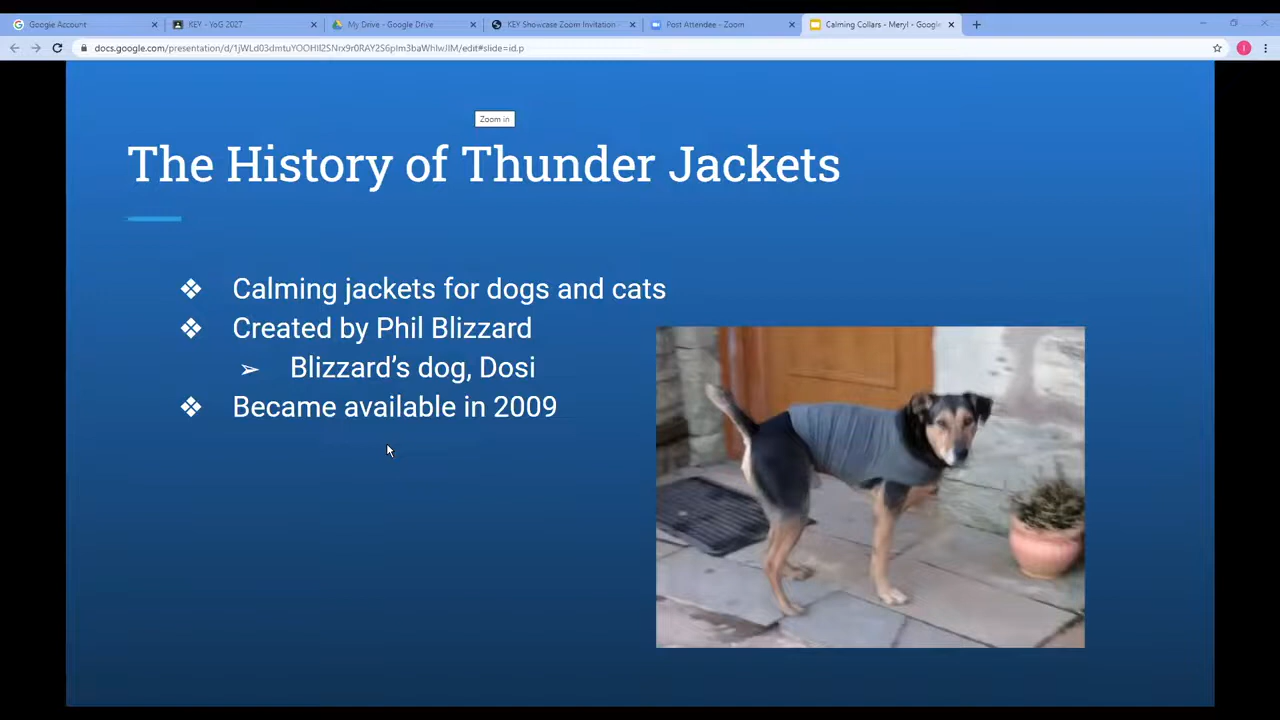 Google Account
KEY - YoG 2027
My Drive - Google Drive
KEY Showcase Zoom Invitation -
Post Attendee - Zoom
Calming Collars - Meryl - Google
Zoom in
The History of Thunder Jackets
❖ Calming jackets for dogs and cats
❖ Created by Phil Blizzard
➢ Blizzard's dog, Dosi
❖ Became available in 2009